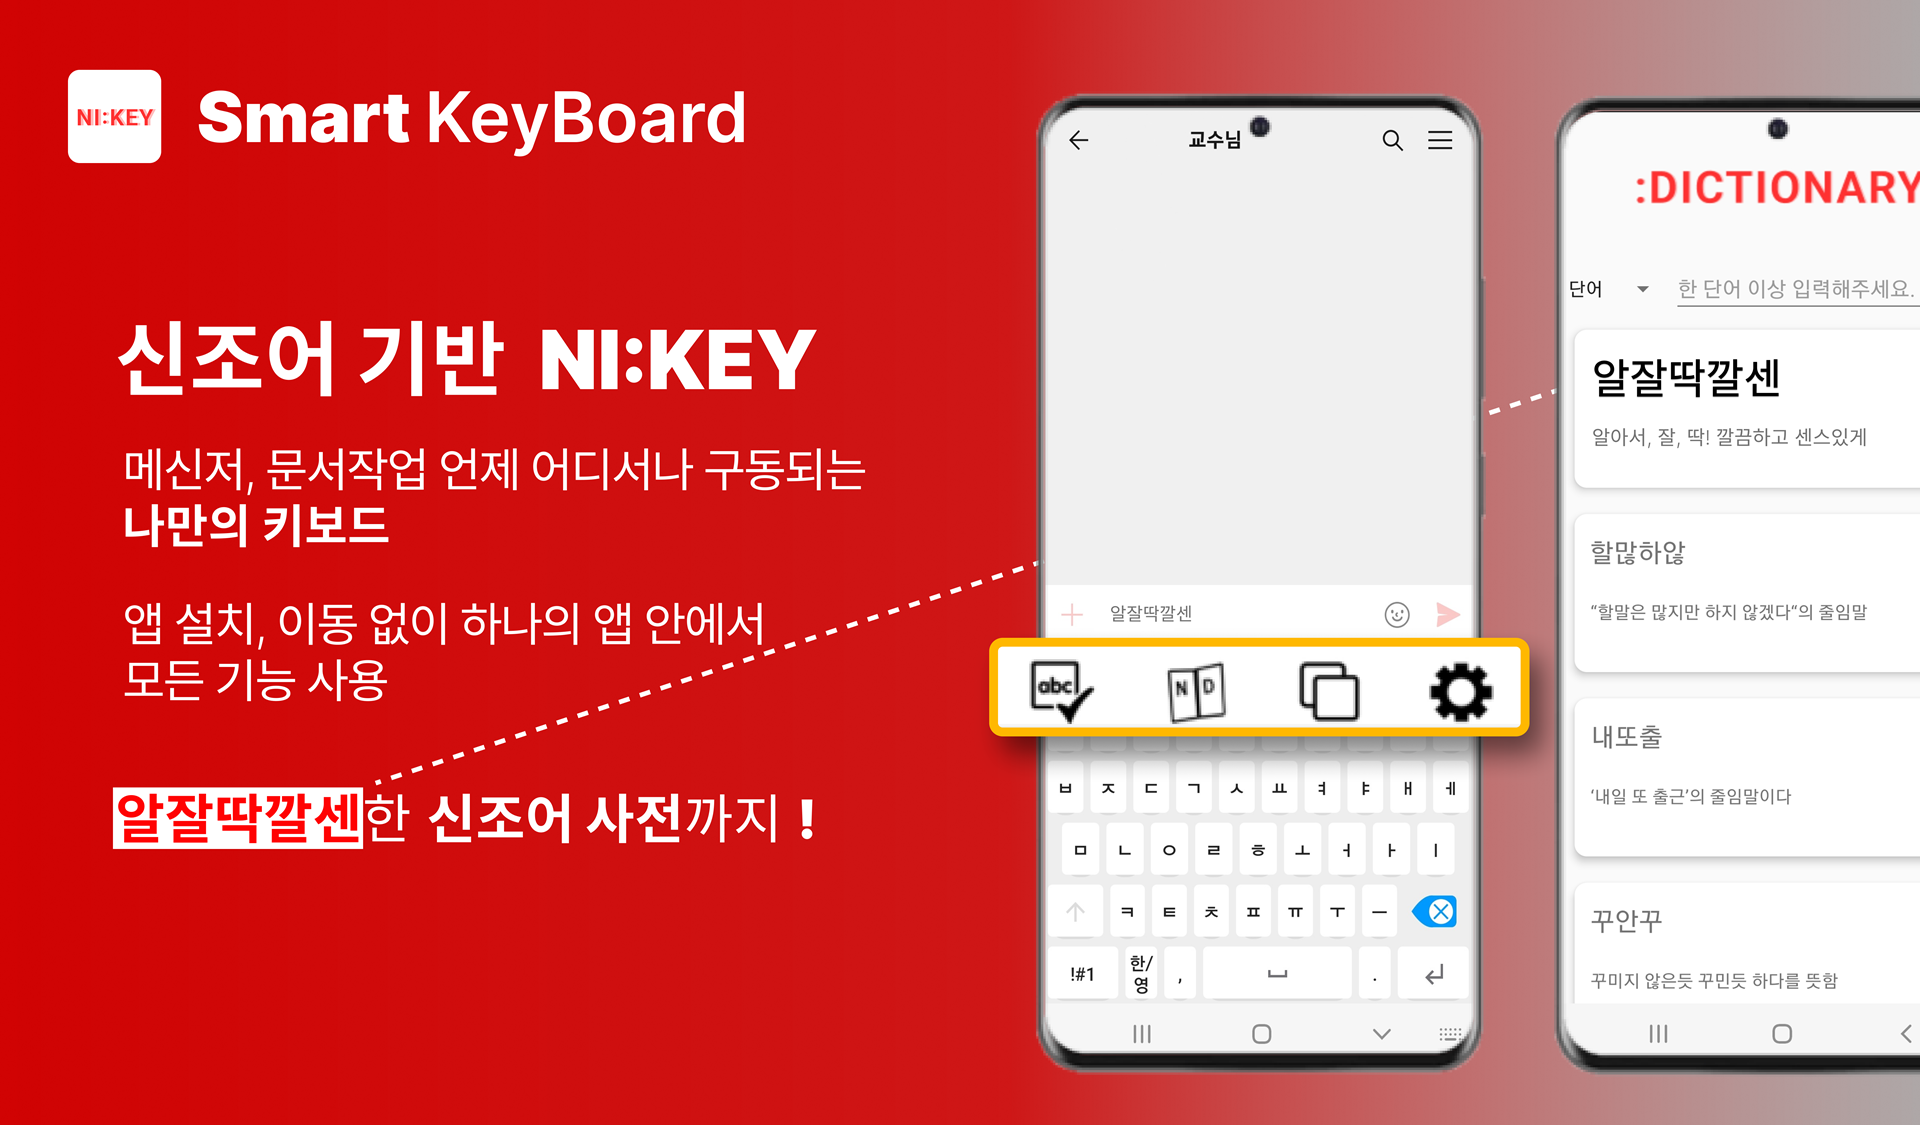 NI:KEY
Smart KeyBoard
신조어 기반 NI:KEY
메신저, 문서작업 언제 어디서나 구동되는
나만의 키보드
앱 설치, 이동 없이 하나의 앱 안에서
모든 기능 사용
알잘딱깔센한 신조어 사전까지 !
교수님
알잘딱깔센
abc
N D
ㅂ ㅈ ㄷ ㄱ ㅅ ㅛ ㅕ ㅑ ㅐ ㅔ
ㅁ ㄴ ㅇ ㄹ ㅎ ㅗ ㅓ ㅏ ㅣ
ㅋ ㅌ ㅊ ㅍ ㅠ ㅜ ㅡ
!#1 한/영 , .
:DICTIONARY
단어 한 단어 이상 입력해주세요.
알잘딱깔센
알아서, 잘, 딱! 깔끔하고 센스있게
할많하않
“할말은 많지만 하지 않겠다“의 줄임말
내또출
‘내일 또 출근’의 줄임말이다
꾸안꾸
꾸미지 않은듯 꾸민듯 하다를 뜻함